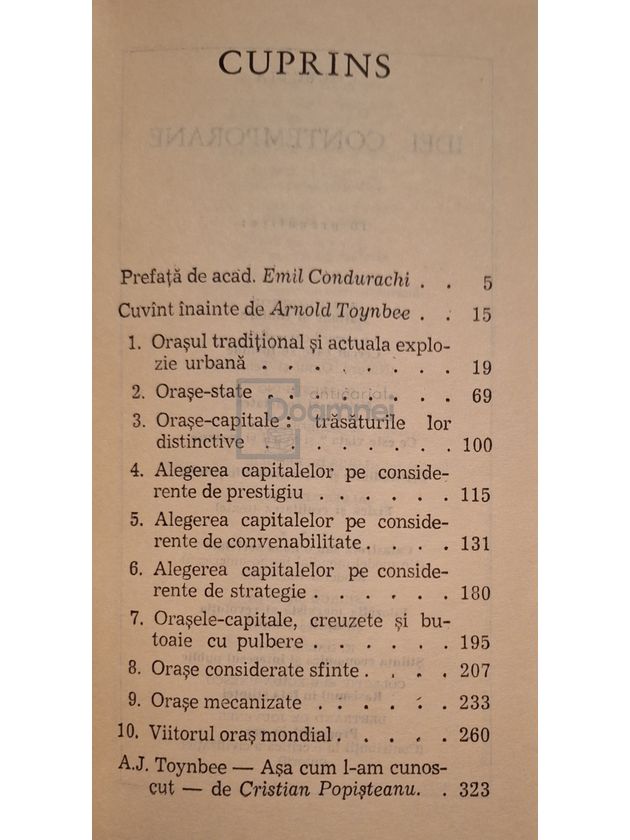 CUPRINS
IDEI CONTEMPORANE
Prefață de acad. Emil Condurachi . . 5
Cuvînt înainte de Arnold Toynbee . . 15
1. Orașul tradițional și actuala explo-
zie urbană . . . . . . . . 19
2. Orașe-state . . . . . . . . 69
antichariat
Doamnei
3. Orașe-capitale : trăsăturile lor
distinctive . . . . . . . . 100
4. Alegerea capitalelor pe conside-
rente de prestigiu . . . . . . 115
5. Alegerea capitalelor pe conside-
rente de convenabilitate . . . . 131
6. Alegerea capitalelor pe conside-
rente de strategie . . . . . . 180
7. Orașele-capitale, creuzete și bu-
toaie cu pulbere . . . . . . 195
8. Orașe considerate sfinte . . . . 207
9. Orașe mecanizate . . . . . . 233
10. Viitorul oraș mondial . . . . . 260
A.J. Toynbee — Așa cum l-am cunos-
cut — de Cristian Popișteanu. . 323